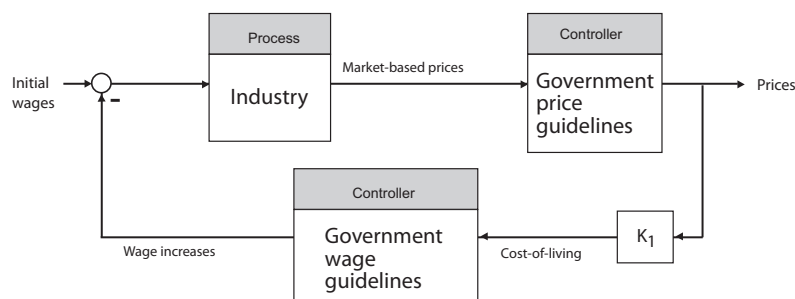 Process
Controller
Initial
wages
Industry
Market-based prices
Government
price
guidelines
Prices
-
Controller
Government
wage
guidelines
Wage increases
Cost-of-living
K1